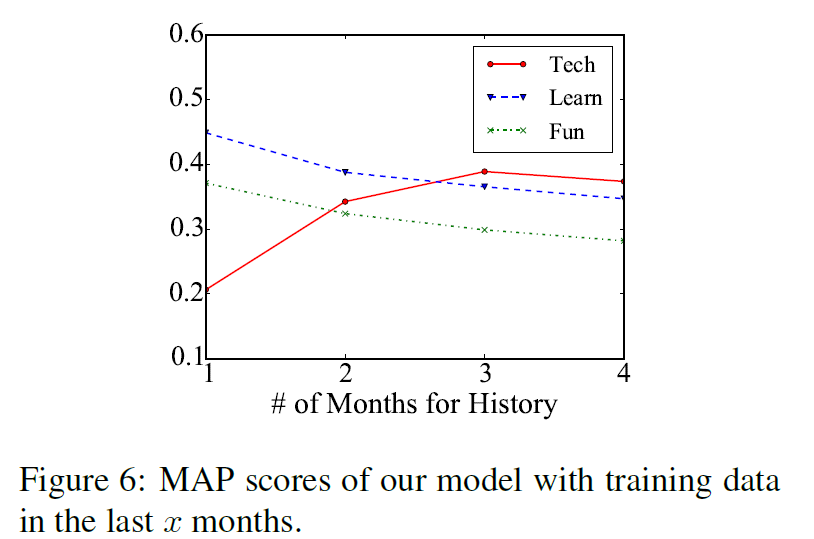 0.6
0.5
0.4
0.3
0.2
0.1
Tech
Learn
Fun
1 2 3 4
# of Months for History
Figure 6: MAP scores of our model with training data
in the last x months.